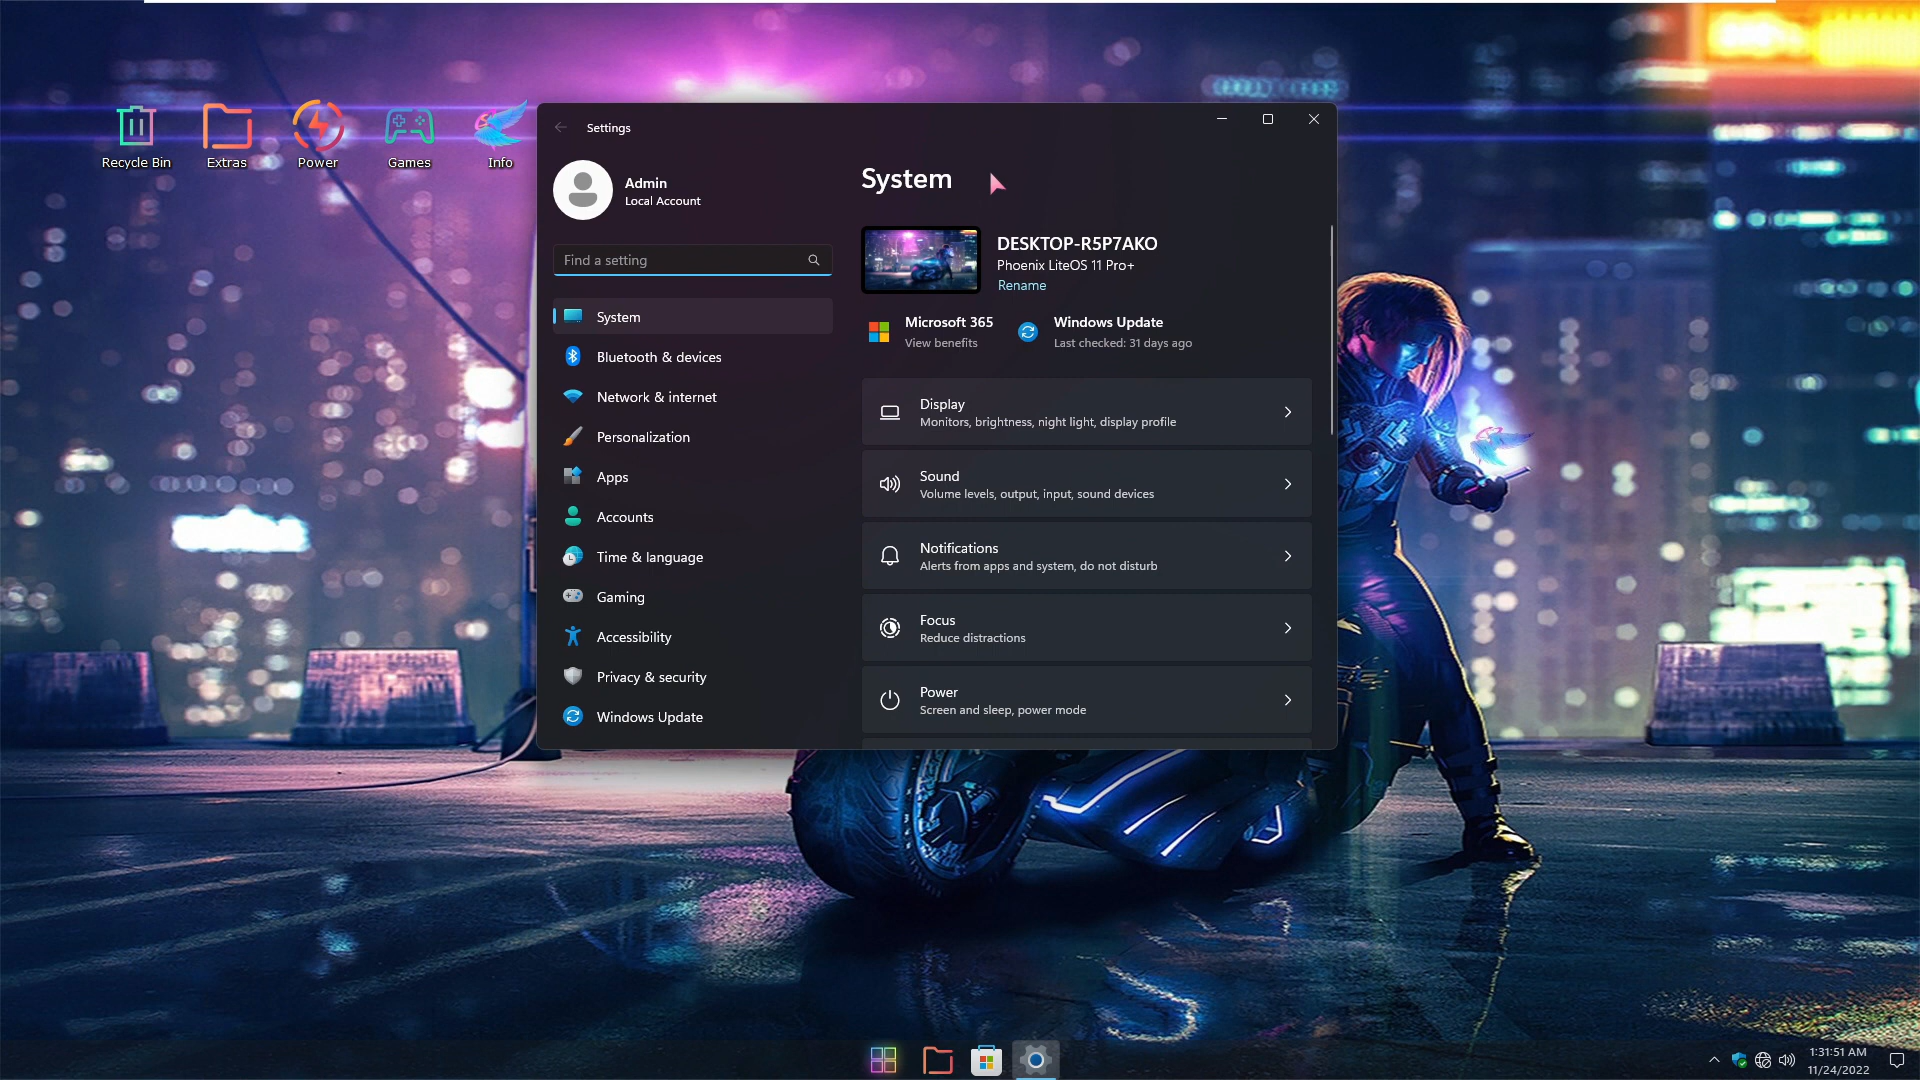 Recycle Bin
Extras
Power
Games
Info
Settings
Admin
Local Account
Find a setting
System
Bluetooth & devices
Network & internet
Personalization
Apps
Accounts
Time & language
Gaming
Accessibility
Privacy & security
Windows Update
System
DESKTOP-R5P7AKO
Phoenix LiteOS 11 Pro+
Rename
Microsoft 365
View benefits
Windows Update
Last checked: 31 days ago
Display
Monitors, brightness, night light, display profile
Sound
Volume levels, output, input, sound devices
Notifications
Alerts from apps and system, do not disturb
Focus
Reduce distractions
Power
Screen and sleep, power mode
1:31:51 AM
11/24/2022